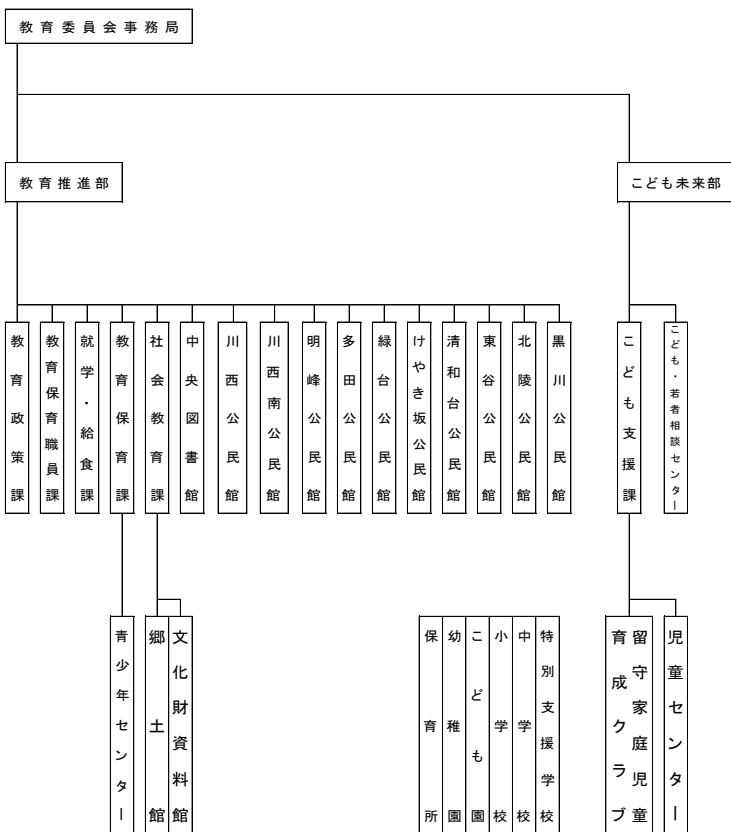 教育委員会事務局
教育推進部
こども未来部
教育政策課
教育保育職員課
就学・給食課
教育保育課
社会教育課
中央図書館
川西公民館
川西南公民館
明峰公民館
多田公民館
緑台公民館
けやき坂公民館
清和台公民館
東谷公民館
北陵公民館
黒川公民館
こども支援課
こども・若者相談センター
青少年センター
郷土館
文化財資料館
保育所
幼稚園
こども園
小学校
中学校
特別支援学校
留守家庭児童
育成クラブ
児童センター